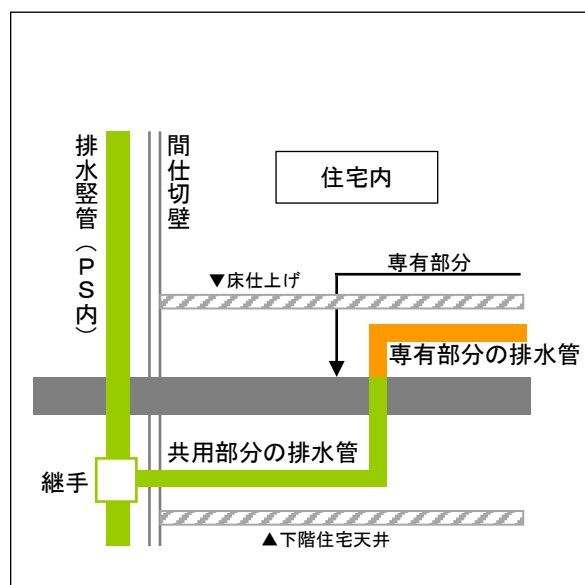 排水竪管（PS内）
間仕切壁
住宅内
専有部分
▼床仕上げ
専有部分の排水管
共用部分の排水管
継手
▲下階住宅天井